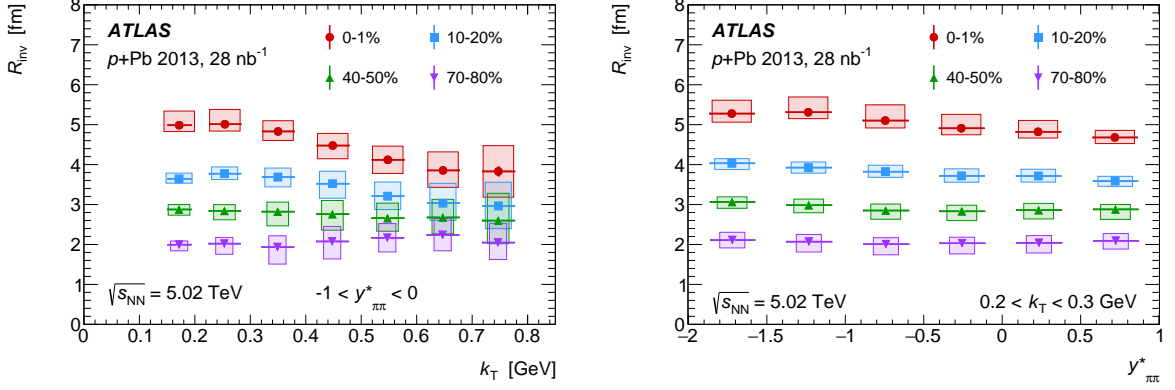 R_inv [fm]
ATLAS
p+Pb 2013, 28 nb⁻¹
0-1%
10-20%
40-50%
70-80%
8
7
6
5
4
3
2
1
0
√s_NN = 5.02 TeV
-1 < y*_ππ < 0
0 0.1 0.2 0.3 0.4 0.5 0.6 0.7 0.8
k_T [GeV]
R_inv [fm]
ATLAS
p+Pb 2013, 28 nb⁻¹
0-1%
10-20%
40-50%
70-80%
8
7
6
5
4
3
2
1
0
√s_NN = 5.02 TeV
0.2 < k_T < 0.3 GeV
−2 −1.5 −1 −0.5 0 0.5 1
y*_ππ